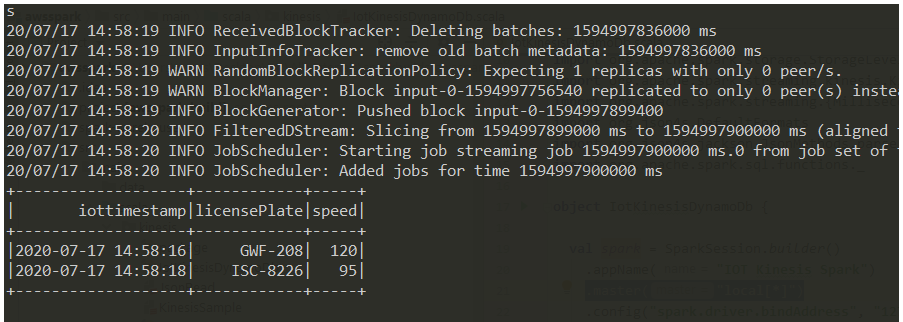 s
20/07/17 14:58:19 INFO ReceivedBlockTracker: Deleting batches: 1594997836000 ms
20/07/17 14:58:19 INFO InputInfoTracker: remove old batch metadata: 1594997836000 ms
20/07/17 14:58:19 WARN RandomBlockReplicationPolicy: Expecting 1 replicas with only 0 peer/s.
20/07/17 14:58:19 WARN BlockManager: Block input-0-1594997756540 replicated to only 0 peer(s) inste
20/07/17 14:58:19 INFO BlockGenerator: Pushed block input-0-1594997899400
20/07/17 14:58:20 INFO FilteredDStream: Slicing from 1594997899000 ms to 1594997900000 ms (aligned
20/07/17 14:58:20 INFO JobScheduler: Starting job streaming job 1594997900000 ms.0 from job set of
20/07/17 14:58:20 INFO JobScheduler: Added jobs for time 1594997900000 ms
+-------------------+------------+-----+
|       iottimestamp|licensePlate|speed|
+-------------------+------------+-----+
|2020-07-17 14:58:16|     GWF-208|  120|
|2020-07-17 14:58:18|    ISC-8226|   95|
+-------------------+------------+-----+